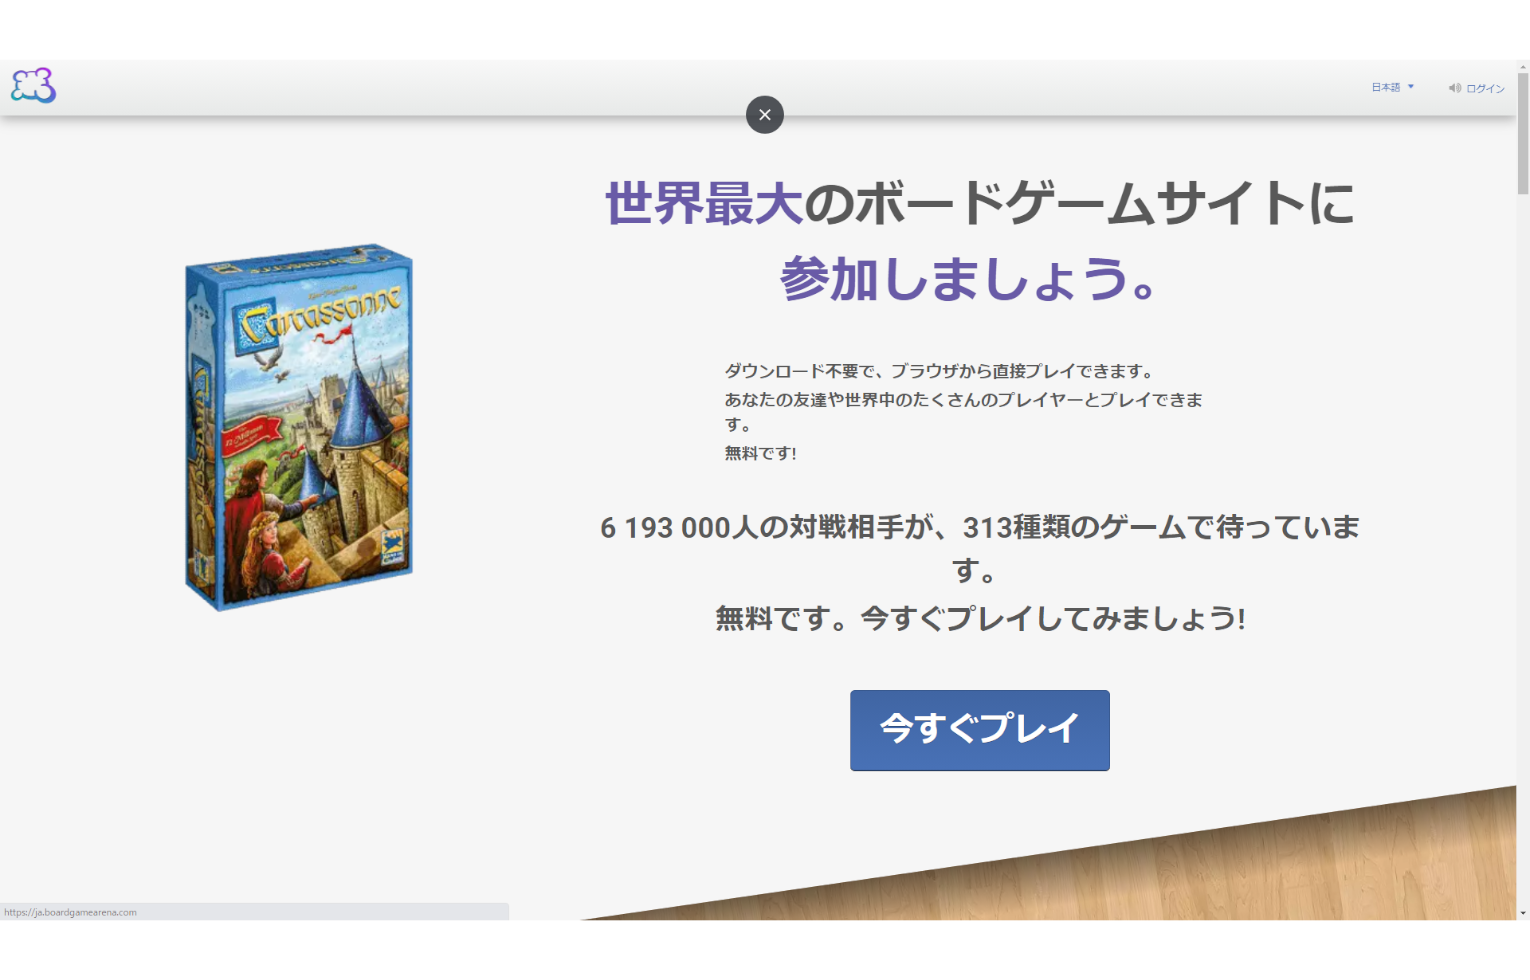 日本語
ログイン
世界最大のボードゲームサイトに
参加しましょう。
Carcassonne
ダウンロード不要で、ブラウザから直接プレイできます。
あなたの友達や世界中のたくさんのプレイヤーとプレイできま
す。
無料です!
6 193 000人の対戦相手が、313種類のゲームで待っていま
す。
無料です。今すぐプレイしてみましょう!
今すぐプレイ
https://ja.boardgamearena.com